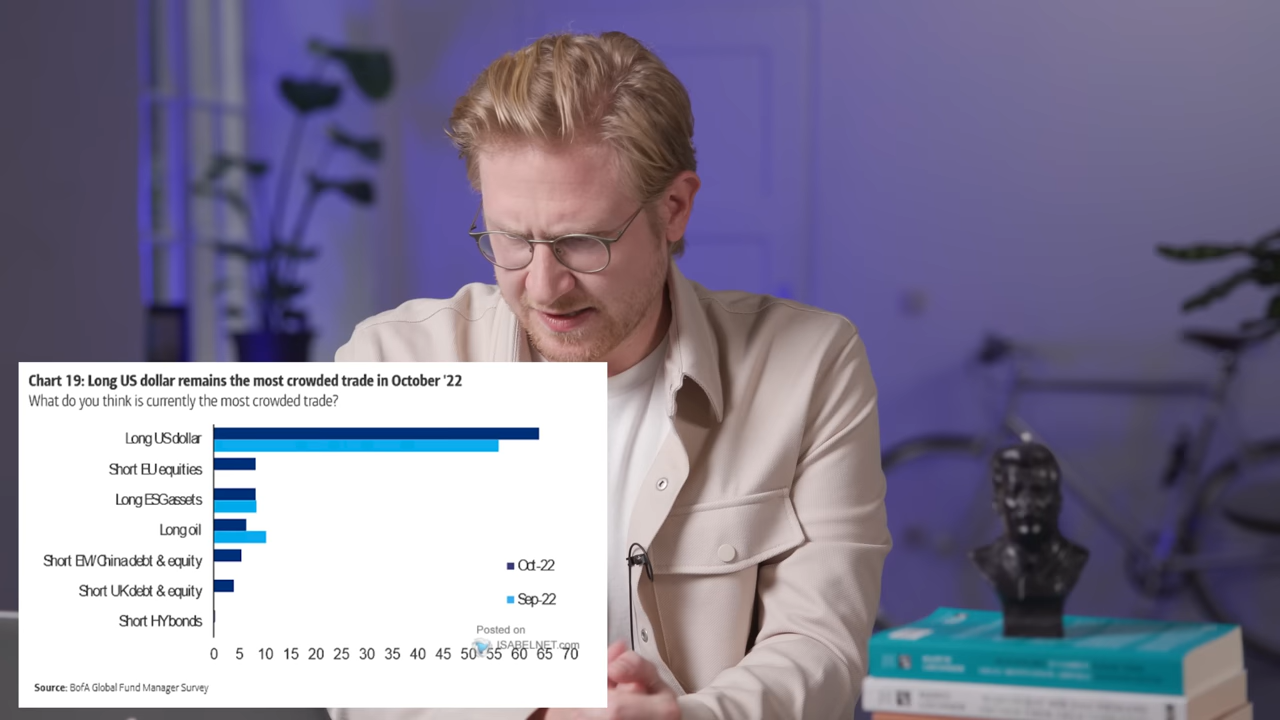 Chart 19: Long US dollar remains the most crowded trade in October '22
What do you think is currently the most crowded trade?
Long US dollar
Short EU equities
Long ESG assets
Long oil
Short EM/China debt & equity
Short UK debt & equity
Short HY bonds
Oct-22
Sep-22
Posted on
ISABELNET.com
0 5 10 15 20 25 30 35 40 45 50 55 60 65 70
Source: BofA Global Fund Manager Survey